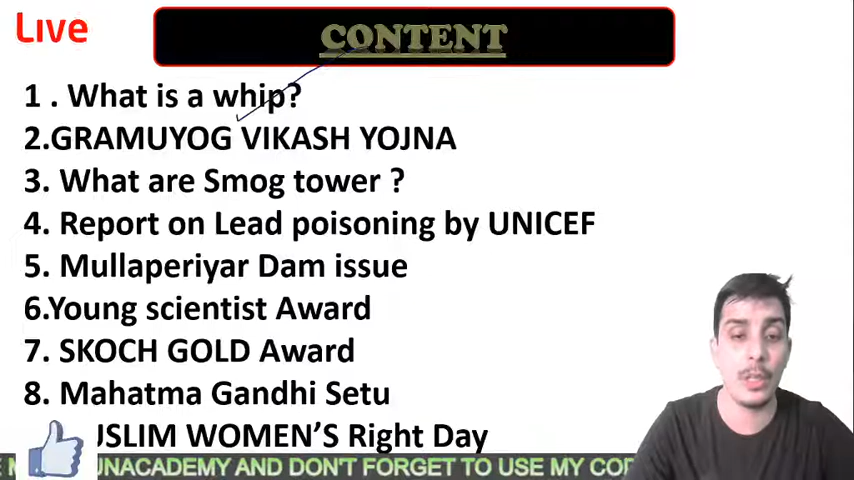 Live
CONTENT
1 . What is a whip?
2.GRAMUYOG VIKASH YOJNA
3. What are Smog tower ?
4. Report on Lead poisoning by UNICEF
5. Mullaperiyar Dam issue
6.Young scientist Award
7. SKOCH GOLD Award
8. Mahatma Gandhi Setu
USLIM WOMEN'S Right Day
UNACADEMY AND DON'T FORGET TO USE MY